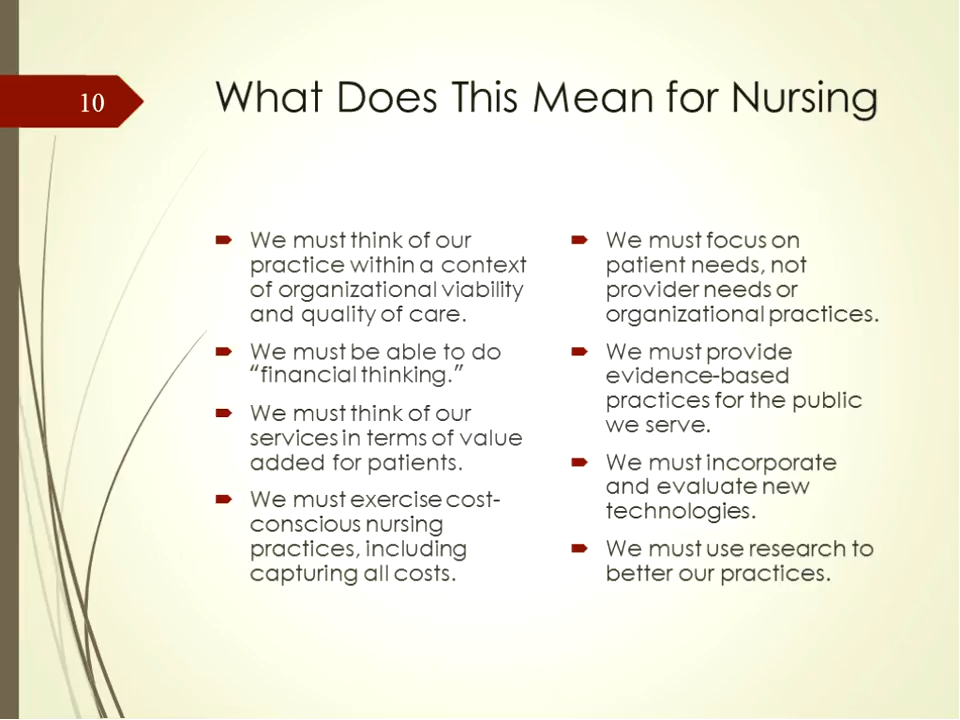 10
What Does This Mean for Nursing
We must think of our
practice within a context
of organizational viability
and quality of care.
We must be able to do
“financial thinking.”
We must think of our
services in terms of value
added for patients.
We must exercise cost-
conscious nursing
practices, including
capturing all costs.
We must focus on
patient needs, not
provider needs or
organizational practices.
We must provide
evidence-based
practices for the public
we serve.
We must incorporate
and evaluate new
technologies.
We must use research to
better our practices.